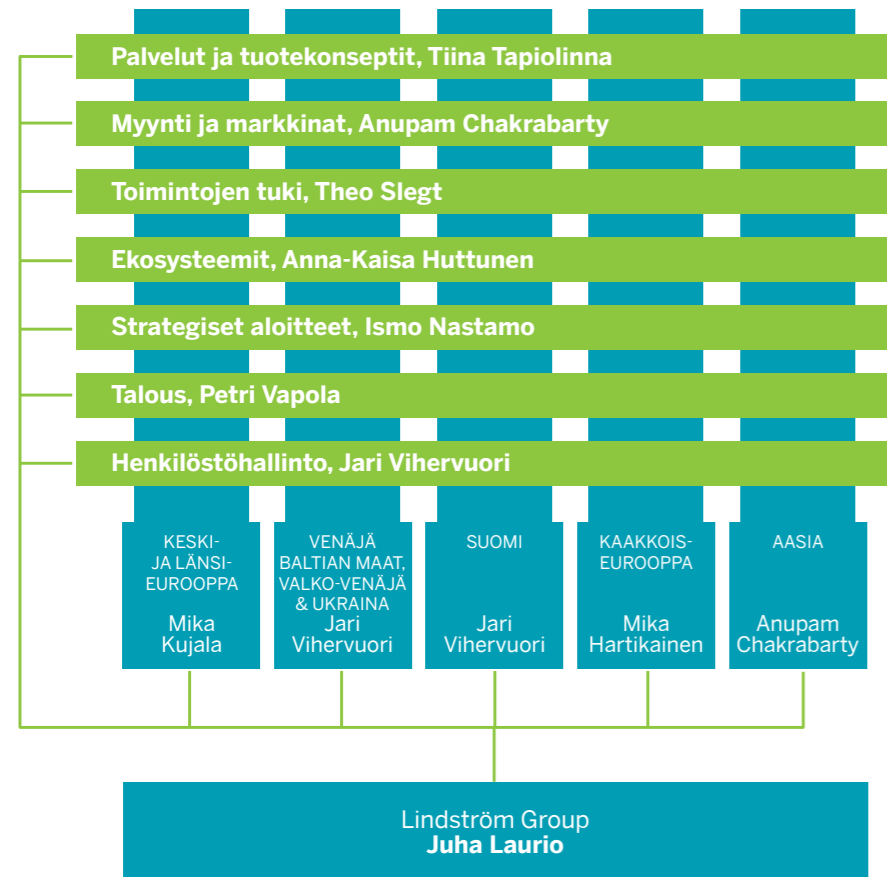 Palvelut ja tuotekonseptit, Tiina Tapiolinna
Myynti ja markkinat, Anupam Chakrabarty
Toimintojen tuki, Theo Slegt
Ekosysteemit, Anna-Kaisa Huttunen
Strategiset aloitteet, Ismo Nastamo
Talous, Petri Vapola
Henkilöstöhallinto, Jari Vihervuori
KESKI-
JA LÄNSI-
EUROOPPA
Mika
Kujala
VENÄJÄ
BALTIAN MAAT,
VALKO-VENÄJÄ
& UKRAINA
Jari
Vihervuori
SUOMI
Jari
Vihervuori
KAAKKOIS-
EUROOPPA
Mika
Hartikainen
AASIA
Anupam
Chakrabarty
Lindström Group
Juha Laurio